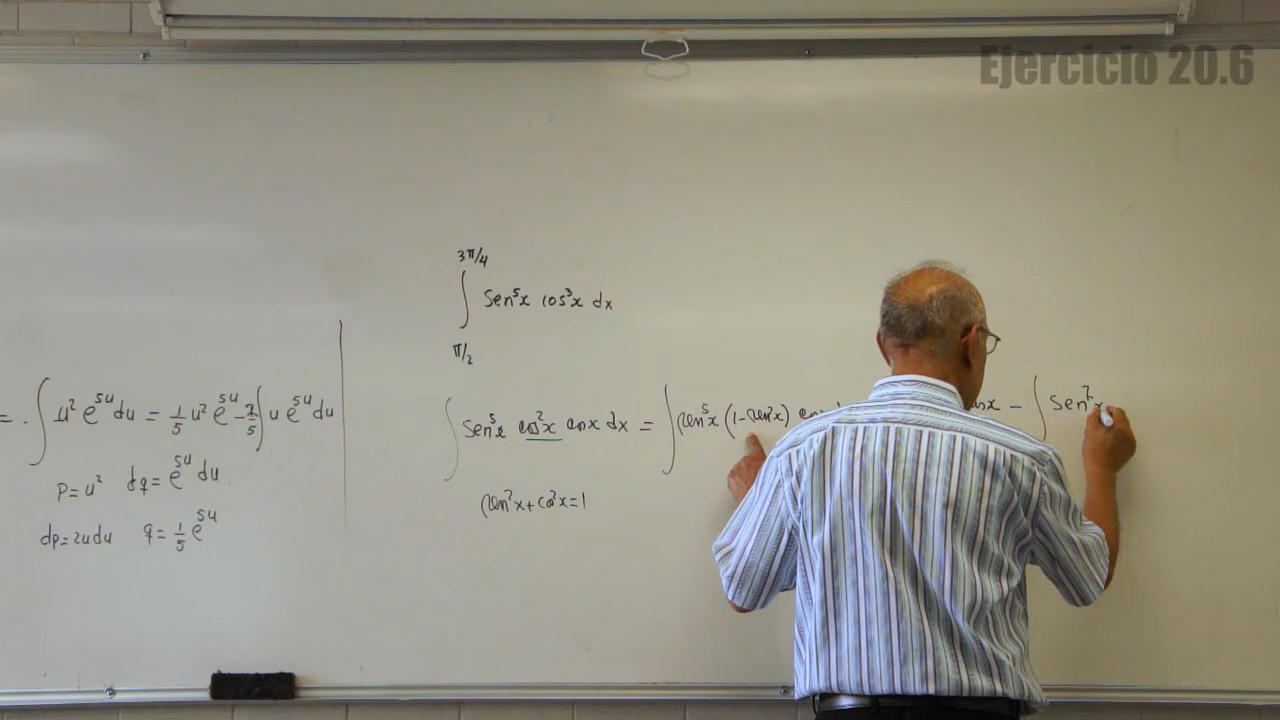 Ejercicio 20.6
3π/4
∫ Sen⁵x cos³x dx
π/2
= - ∫ u² e^5u du = 1/5 u² e^5u - 2/5 ∫ u e^5u du
P = u² dq = e^5u du
dp = 2u du q = 1/5 e^5u
∫ Sen⁵x cos²x cosx dx = ∫ sen⁵x (1 - sen²x) - ∫ Sen⁷x
sen²x + cos²x = 1